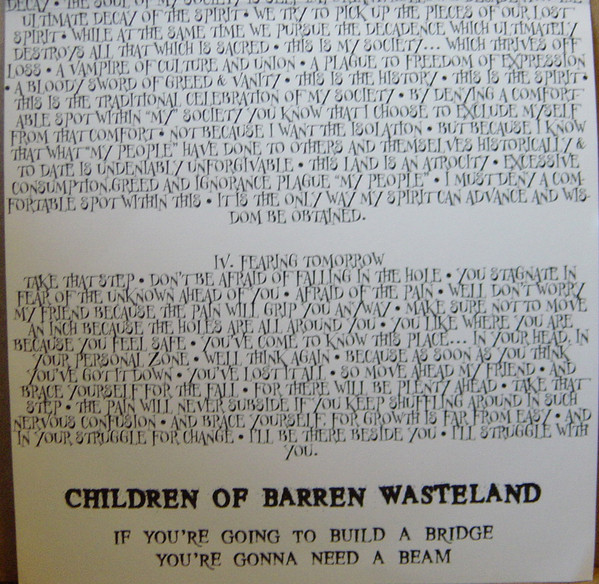 DECAY • THE SOUL OF MY SOCIETY IS
ULTIMATE DECAY OF THE SPIRIT • WE TRY TO PICK UP THE PIECES OF OUR LOST
SPIRIT • WHILE AT THE SAME TIME WE PURSUE THE DECADENCE WHICH ULTIMATELY
DESTROYS ALL THAT WHICH IS SACRED • THIS IS MY SOCIETY... WHICH THRIVES OFF
LOSS • A VAMPIRE OF CULTURE AND UNION • A PLAGUE TO FREEDOM OF EXPRESSION
• A BLOODY SWORD OF GREED & VANITY • THIS IS THE HISTORY • THIS IS THE SPIRIT •
THIS IS THE TRADITIONAL CELEBRATION OF MY SOCIETY • BY DENYING A COMFORT-
ABLE SPOT WITHIN "MY" SOCIETY YOU KNOW THAT I CHOOSE TO EXCLUDE MYSELF
FROM THAT COMFORT • NOT BECAUSE I WANT THE ISOLATION • BUT BECAUSE I KNOW
THAT WHAT "MY PEOPLE" HAVE DONE TO OTHERS AND THEMSELVES HISTORICALLY &
TO DATE IS UNDENIABLY UNFORGIVABLE • THIS LAND IS AN ATROCITY • EXCESSIVE
CONSUMPTION,GREED AND IGNORANCE PLAGUE "MY PEOPLE" • I MUST DENY A COM-
FORTABLE SPOT WITHIN THIS • IT IS THE ONLY WAY MY SPIRIT CAN ADVANCE AND WIS-
DOM BE OBTAINED.
IV. FEARING TOMORROW
TAKE THAT STEP • DON'T BE AFRAID OF FALLING IN THE HOLE • YOU STAGNATE IN
FEAR OF THE UNKNOWN AHEAD OF YOU • AFRAID OF THE PAIN • WELL DON'T WORRY
MY FRIEND BECAUSE THE PAIN WILL GRIP YOU ANYWAY • MAKE SURE NOT TO MOVE
AN INCH BECAUSE THE HOLES ARE ALL AROUND YOU • YOU LIKE WHERE YOU ARE
BECAUSE YOU FEEL SAFE • YOU'VE COME TO KNOW THIS PLACE... IN YOUR HEAD, IN
YOUR PERSONAL ZONE • WELL THINK AGAIN • BECAUSE AS SOON AS YOU THINK
YOU'VE GOT IT DOWN • YOU'VE LOST IT ALL • SO MOVE AHEAD MY FRIEND • AND
BRACE YOURSELF FOR THE FALL • FOR THERE WILL BE PLENTY AHEAD • TAKE THAT
STEP • THE PAIN WILL NEVER SUBSIDE IF YOU KEEP SHUFFLING AROUND IN SUCH
NERVOUS CONFUSION • AND BRACE YOURSELF, FOR GROWTH IS FAR FROM EASY • AND
IN YOUR STRUGGLE FOR CHANGE • I'LL BE THERE BESIDE YOU • I'LL STRUGGLE WITH
YOU.
CHILDREN OF BARREN WASTELAND
IF YOU'RE GOING TO BUILD A BRIDGE
YOU'RE GONNA NEED A BEAM